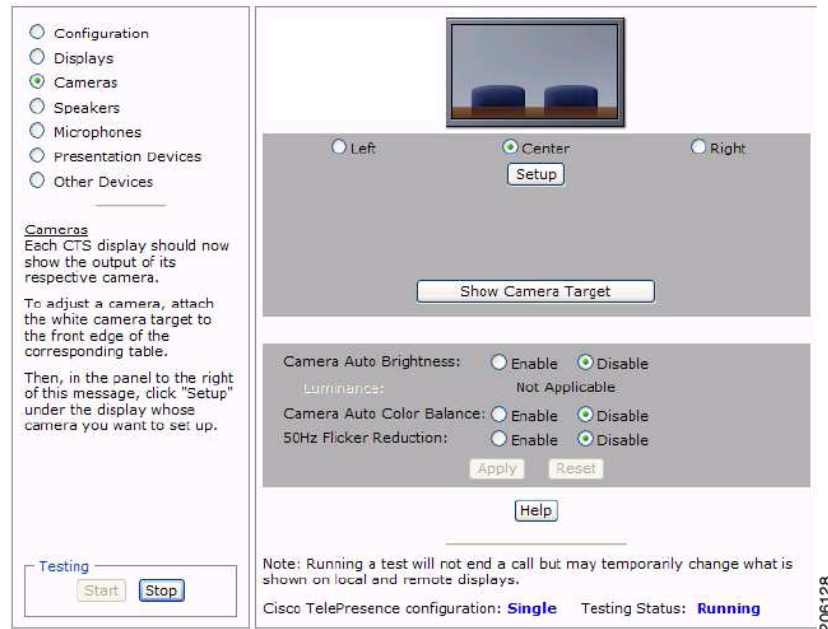 Configuration
Displays
Cameras
Speakers
Microphones
Presentation Devices
Other Devices
Cameras
Each CTS display should now
show the output of its
respective camera.
To adjust a camera, attach
the white camera target to
the front edge of the
corresponding table.
Then, in the panel to the right
of this message, click "Setup"
under the display whose
camera you want to set up.
Testing
Start
Stop
Left
Center
Right
Setup
Show Camera Target
Camera Auto Brightness: Enable Disable
Luminance: Not Applicable
Camera Auto Color Balance: Enable Disable
50Hz Flicker Reduction: Enable Disable
Apply Reset
Help
Note: Running a test will not end a call but may temporarily change what is
shown on local and remote displays.
Cisco TelePresence configuration: Single Testing Status: Running
206128